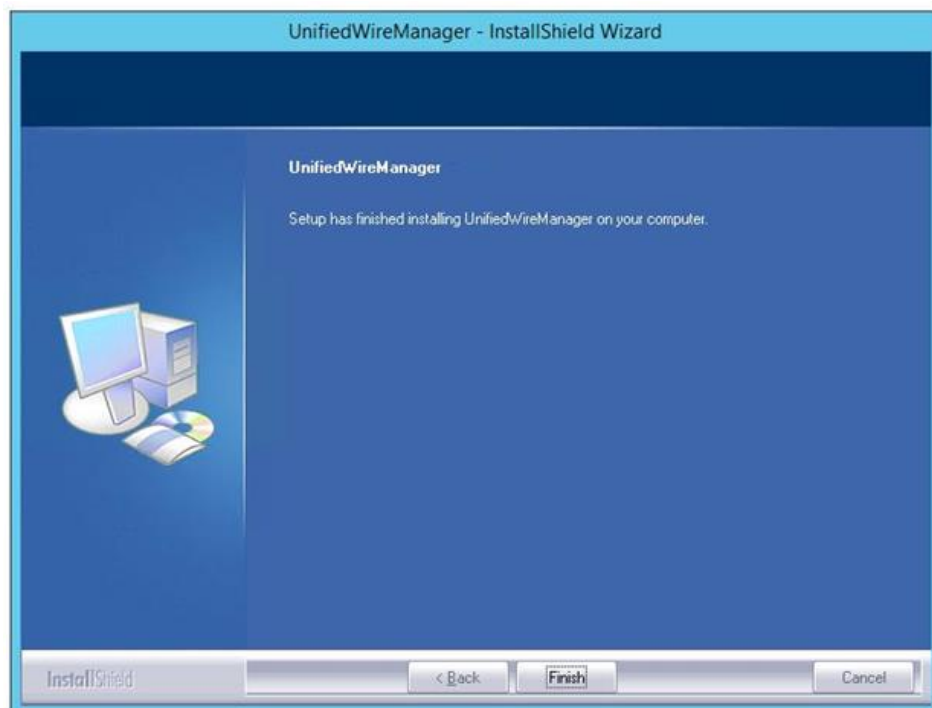 UnifiedWireManager - InstallShield Wizard
UnifiedWireManager
Setup has finished installing UnifiedWireManager on your computer.
InstallShield
< Back
Finish
Cancel